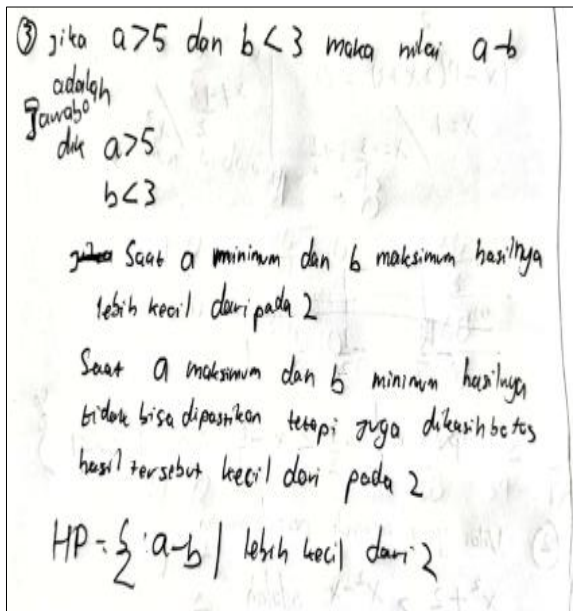 ③ jika a>5 dan b<3 maka nilai a-b
adalah
Jawab:
dik a>5
b<3
Saat a minimum dan b maksimum hasilnya
lebih kecil daripada 2
Saat a maksimum dan b minimum hasilnya
tidak bisa dipastikan tetapi juga dikasih batas
hasil tersebut kecil dari pada 2
HP = { a-b | lebih kecil dari 2